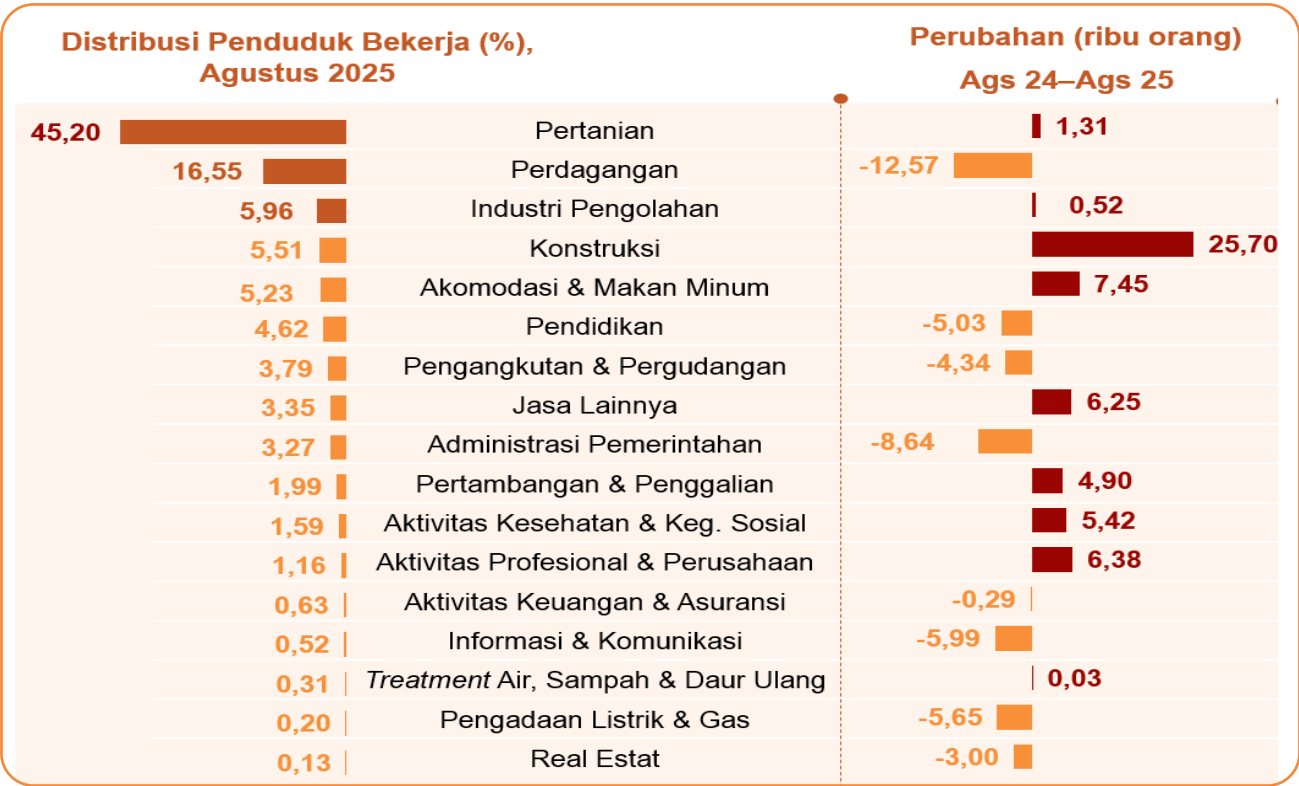 Distribusi Penduduk Bekerja (%),
Agustus 2025
Perubahan (ribu orang)
Ags 24–Ags 25
45,20 Pertanian 1,31
16,55 Perdagangan -12,57
5,96 Industri Pengolahan 0,52
5,51 Konstruksi 25,70
5,23 Akomodasi & Makan Minum 7,45
4,62 Pendidikan -5,03
3,79 Pengangkutan & Pergudangan -4,34
3,35 Jasa Lainnya 6,25
3,27 Administrasi Pemerintahan -8,64
1,99 Pertambangan & Penggalian 4,90
1,59 Aktivitas Kesehatan & Keg. Sosial 5,42
1,16 Aktivitas Profesional & Perusahaan 6,38
0,63 Aktivitas Keuangan & Asuransi -0,29
0,52 Informasi & Komunikasi -5,99
0,31 Treatment Air, Sampah & Daur Ulang 0,03
0,20 Pengadaan Listrik & Gas -5,65
0,13 Real Estat -3,00